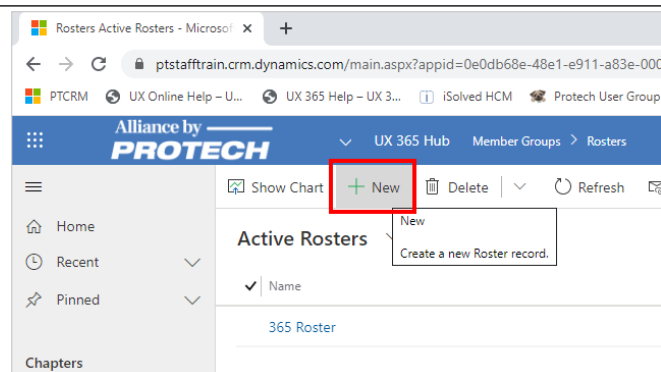 Rosters Active Rosters - Microsof
ptstafftrain.crm.dynamics.com/main.aspx?appid=0e0db68e-48e1-e911-a83e-000
PTCRM UX Online Help – U... UX 365 Help – UX 3... iSolved HCM Protech User Group
Alliance by
PROTECH
UX 365 Hub Member Groups > Rosters
Show Chart + New Delete Refresh
Home
Recent
Pinned
Chapters
Active Rosters
New
Create a new Roster record.
Name
365 Roster